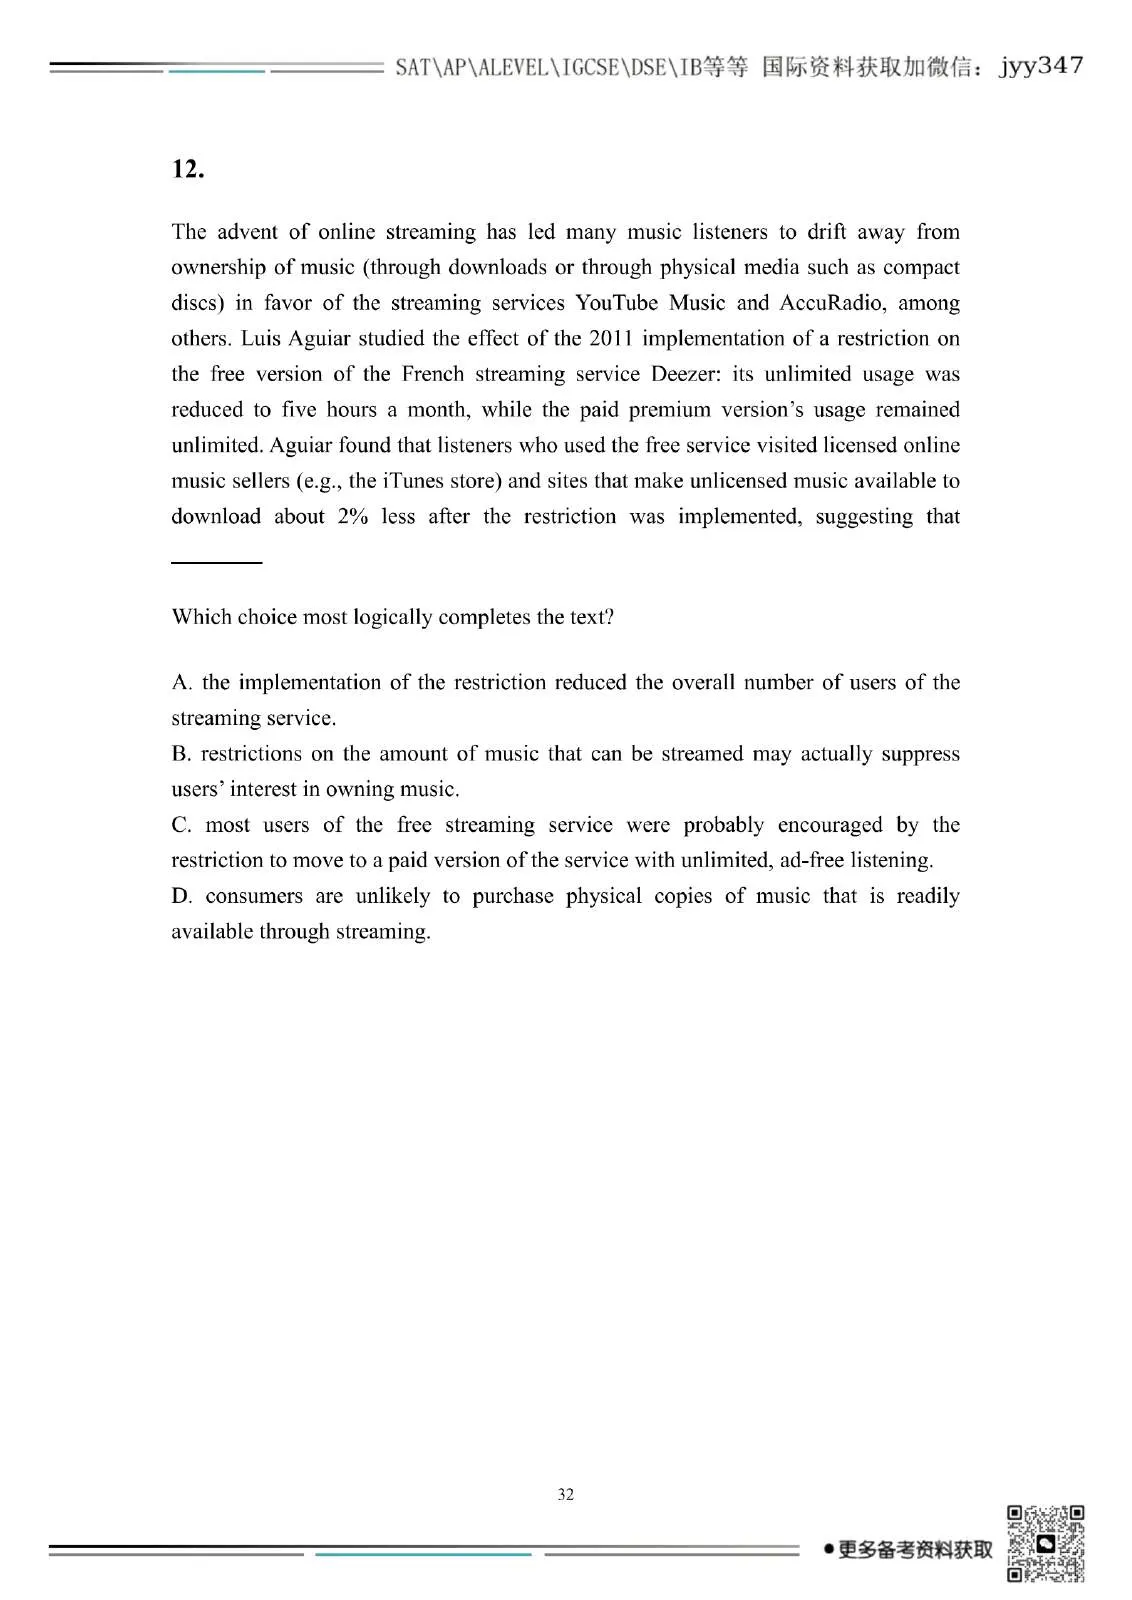 SAT\AP\ALEVEL\IGCSE\DSE\IB等等 国际资料获取加微信：jyy347
12.
The advent of online streaming has led many music listeners to drift away from
ownership of music (through downloads or through physical media such as compact
discs) in favor of the streaming services YouTube Music and AccuRadio, among
others. Luis Aguiar studied the effect of the 2011 implementation of a restriction on
the free version of the French streaming service Deezer: its unlimited usage was
reduced to five hours a month, while the paid premium version’s usage remained
unlimited. Aguiar found that listeners who used the free service visited licensed online
music sellers (e.g., the iTunes store) and sites that make unlicensed music available to
download about 2% less after the restriction was implemented, suggesting that
________
Which choice most logically completes the text?
A. the implementation of the restriction reduced the overall number of users of the
streaming service.
B. restrictions on the amount of music that can be streamed may actually suppress
users’ interest in owning music.
C. most users of the free streaming service were probably encouraged by the
restriction to move to a paid version of the service with unlimited, ad-free listening.
D. consumers are unlikely to purchase physical copies of music that is readily
available through streaming.
32
●更多备考资料获取